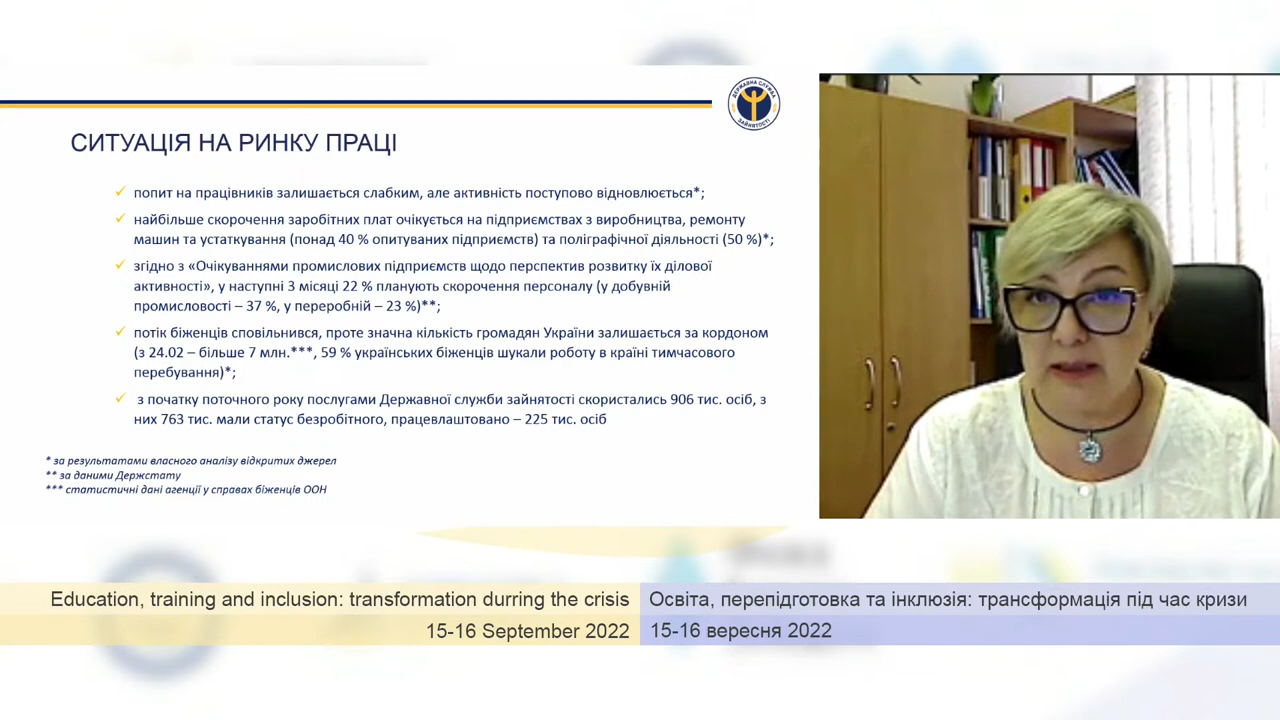 ДЕРЖАВНА СЛУЖБА
ЗАЙНЯТОСТІ
СИТУАЦІЯ НА РИНКУ ПРАЦІ
попит на працівників залишається слабким, але активність поступово відновлюється*;
найбільше скорочення заробітних плат очікується на підприємствах з виробництва, ремонту
машин та устаткування (понад 40 % опитуваних підприємств) та поліграфічної діяльності (50 %)*;
згідно з «Очікуваннями промислових підприємств щодо перспектив розвитку їх ділової
активності», у наступні 3 місяці 22 % планують скорочення персоналу (у добувній
промисловості – 37 %, у переробній – 23 %)**;
потік біженців сповільнився, проте значна кількість громадян України залишається за кордоном
(з 24.02 – більше 7 млн.***, 59 % українських біженців шукали роботу в країні тимчасового
перебування)*;
з початку поточного року послугами Державної служби зайнятості скористались 906 тис. осіб, з
них 763 тис. мали статус безробітного, працевлаштовано – 225 тис. осіб
* за результатами власного аналізу відкритих джерел
** за даними Держстату
*** статистичні дані агенції у справах біженців ООН
Education, training and inclusion: transformation durring the crisis
15-16 September 2022
Освіта, перепідготовка та інклюзія: трансформація під час кризи
15-16 вересня 2022